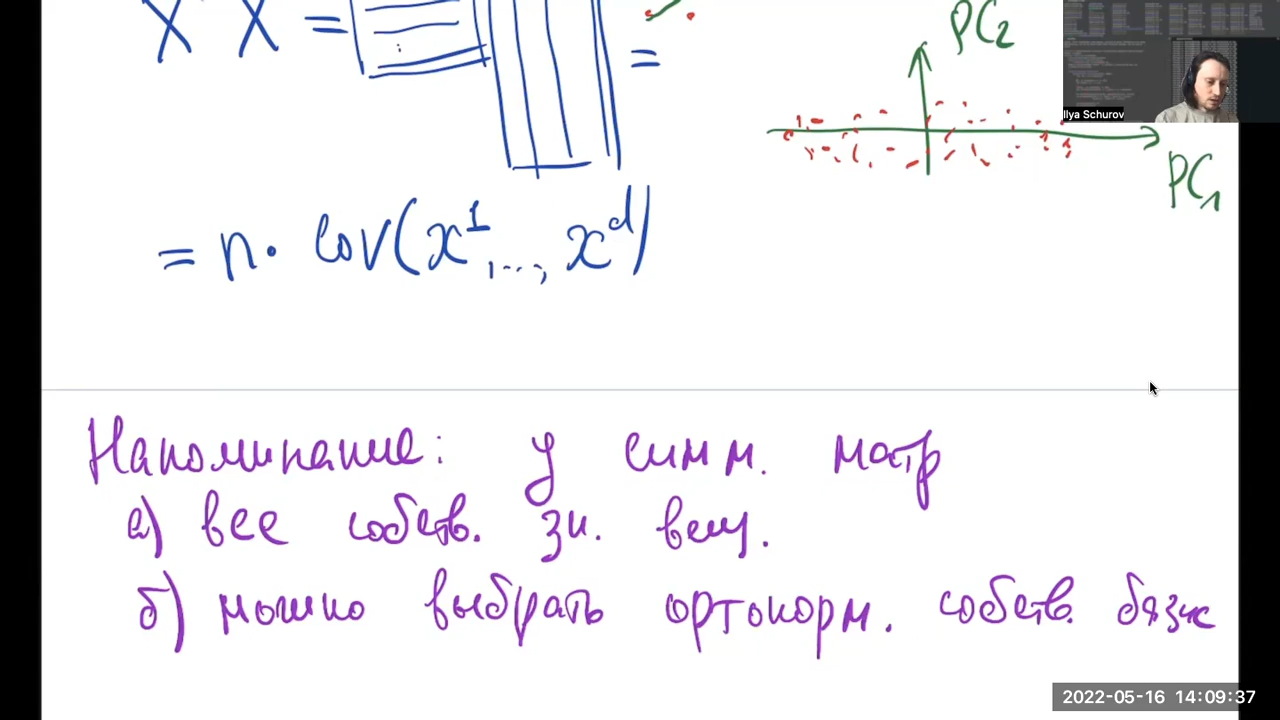 X X =
=
PC₂
Ilya Schurov
PC₁
= n · Cov(x¹,..., xᵈ)
Напоминание: у симм. матр
а) все собств. зн. вещ.
б) можно выбрать ортонорм. собств. базис
2022-05-16 14:09:37